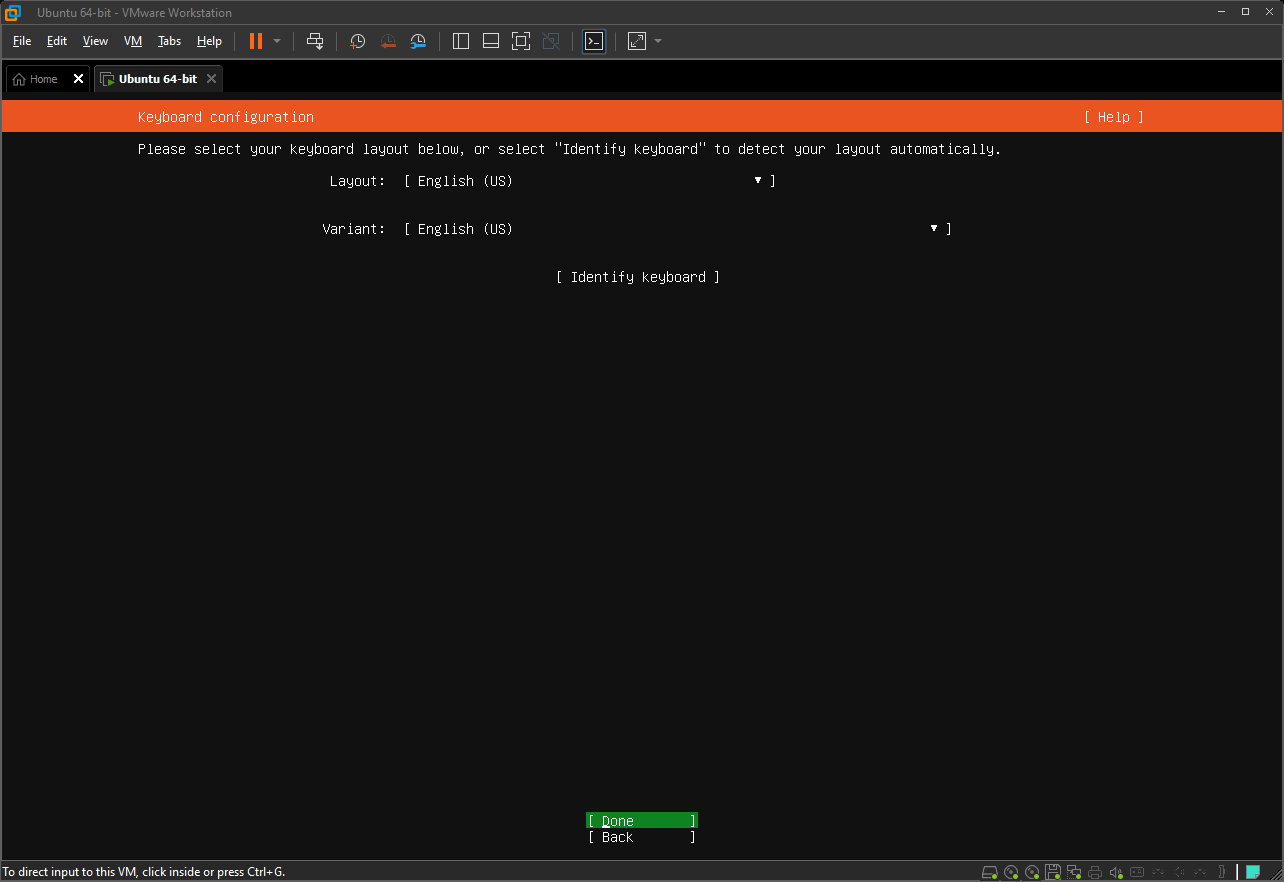 Ubuntu 64-bit - VMware Workstation
File Edit View VM Tabs Help
Home Ubuntu 64-bit
Keyboard configuration [ Help ]
Please select your keyboard layout below, or select "Identify keyboard" to detect your layout automatically.
Layout: [ English (US) ▾ ]
Variant: [ English (US) ▾ ]
[ Identify keyboard ]
[ Done ]
[ Back ]
To direct input to this VM, click inside or press Ctrl+G.